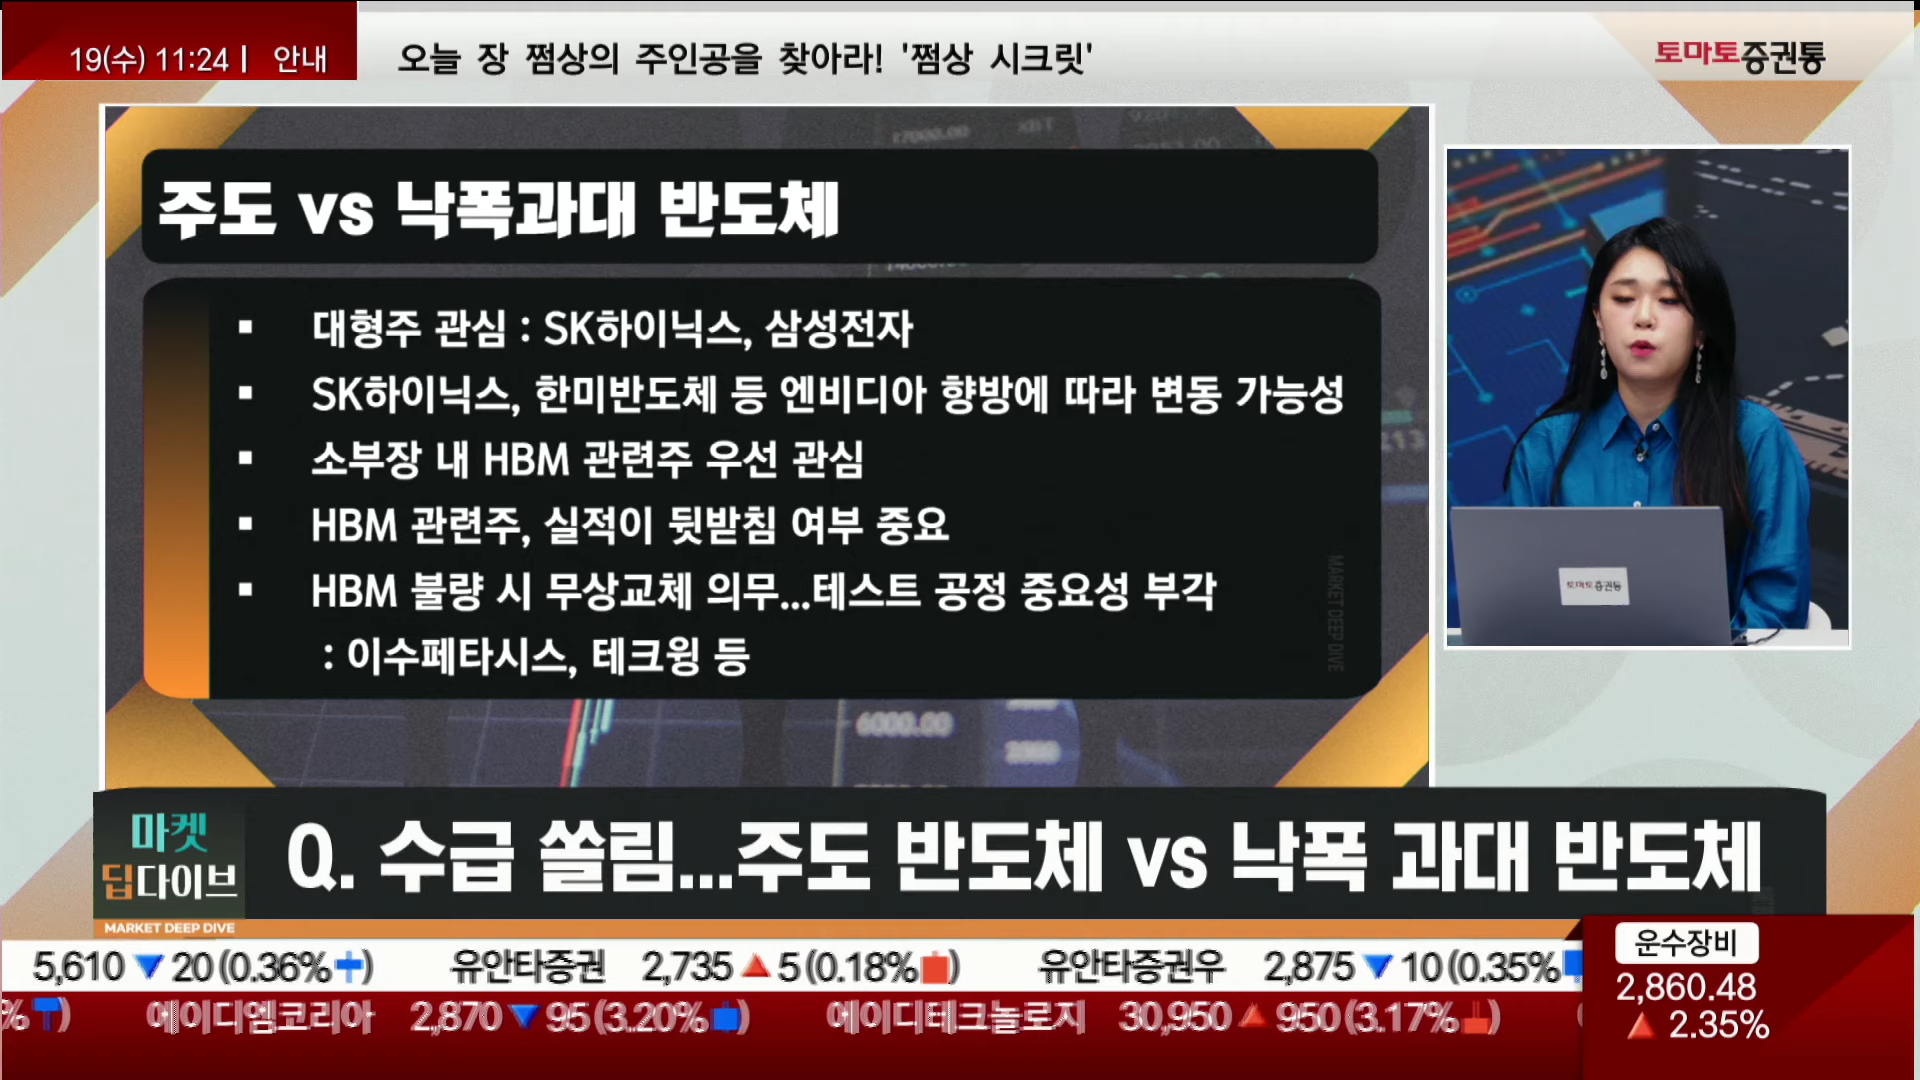 19(수) 11:24 | 안내
오늘 장 쩜상의 주인공을 찾아라! '쩜상 시크릿'
토마토증권통
주도 vs 낙폭과대 반도체
▪ 대형주 관심 : SK하이닉스, 삼성전자
▪ SK하이닉스, 한미반도체 등 엔비디아 향방에 따라 변동 가능성
▪ 소부장 내 HBM 관련주 우선 관심
▪ HBM 관련주, 실적이 뒷받침 여부 중요
▪ HBM 불량 시 무상교체 의무...테스트 공정 중요성 부각
: 이수페타시스, 테크윙 등
MARKET DEEP DIVE
6000.00
토마토증권통
마켓
딥다이브
MARKET DEEP DIVE
Q. 수급 쏠림...주도 반도체 vs 낙폭 과대 반도체
5,610 ▼ 20 (0.36%) 유안타증권 2,735 ▲ 5 (0.18%) 유안타증권우 2,875 ▼ 10 (0.35%
%) 에이디엠코리아 2,870 ▼ 95 (3.20%) 에이디테크놀로지 30,950 ▲ 950 (3.17%) (
운수장비
2,860.48
▲ 2.35%